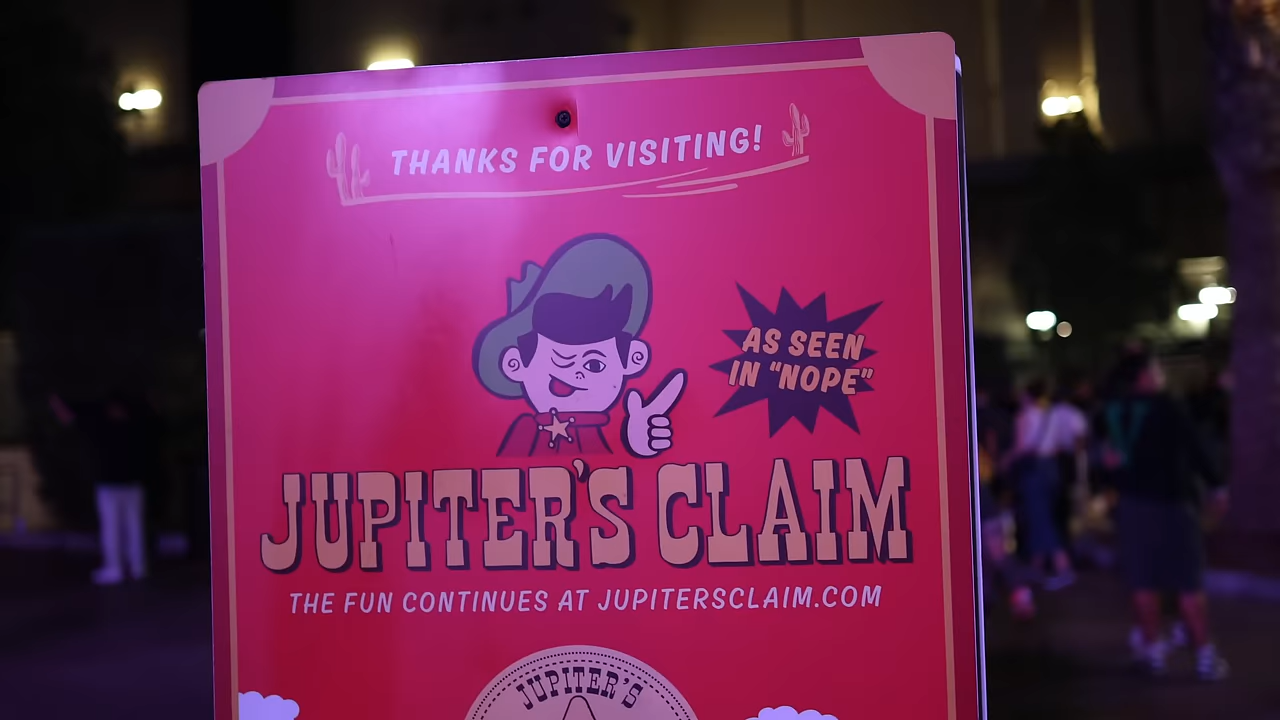 THANKS FOR VISITING!
AS SEEN
IN "NOPE"
JUPITER'S CLAIM
THE FUN CONTINUES AT JUPITERSCLAIM.COM
JUPITER'S